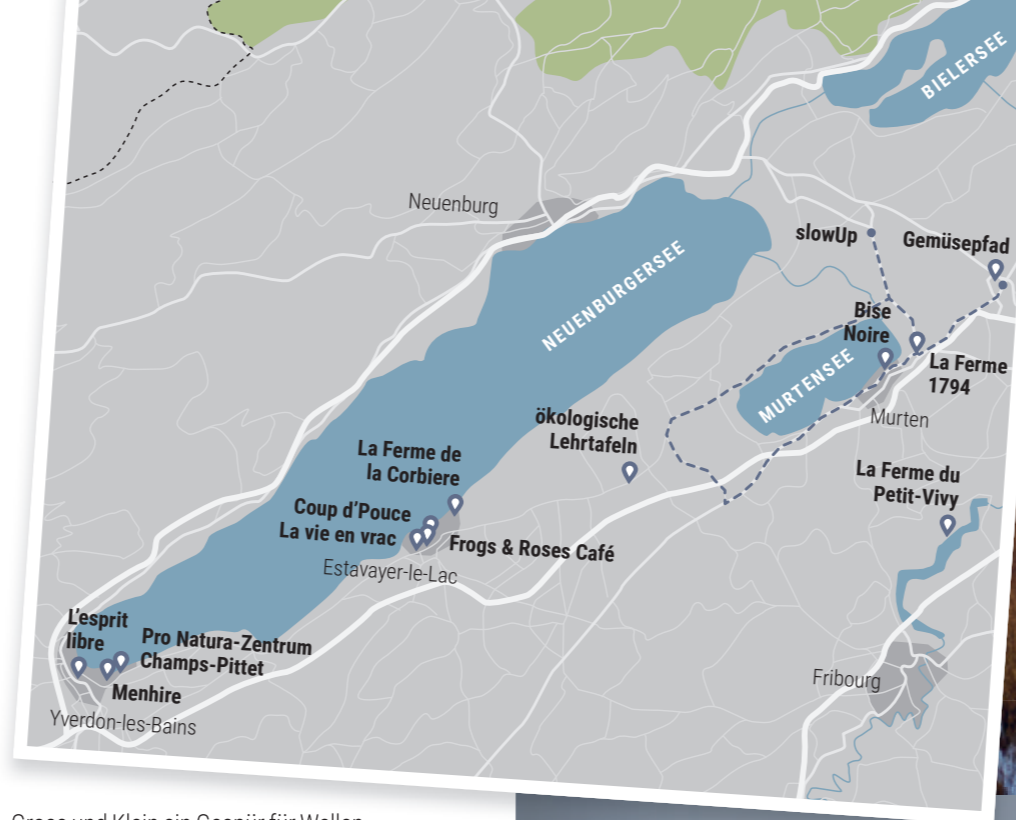 BIELERSEE
Neuenburg
slowUp
Gemüsepfad
NEUENBURGERSEE
Bise
Noire
La Ferme
1794
MURTENSEE
Murten
ökologische
Lehrtafeln
La Ferme de
la Corbiere
La Ferme du
Petit-Vivy
Coup d'Pouce
La vie en vrac
Frogs & Roses Café
Estavayer-le-Lac
L'esprit
libre
Pro Natura-Zentrum
Champs-Pittet
Menhire
Fribourg
Yverdon-les-Bains